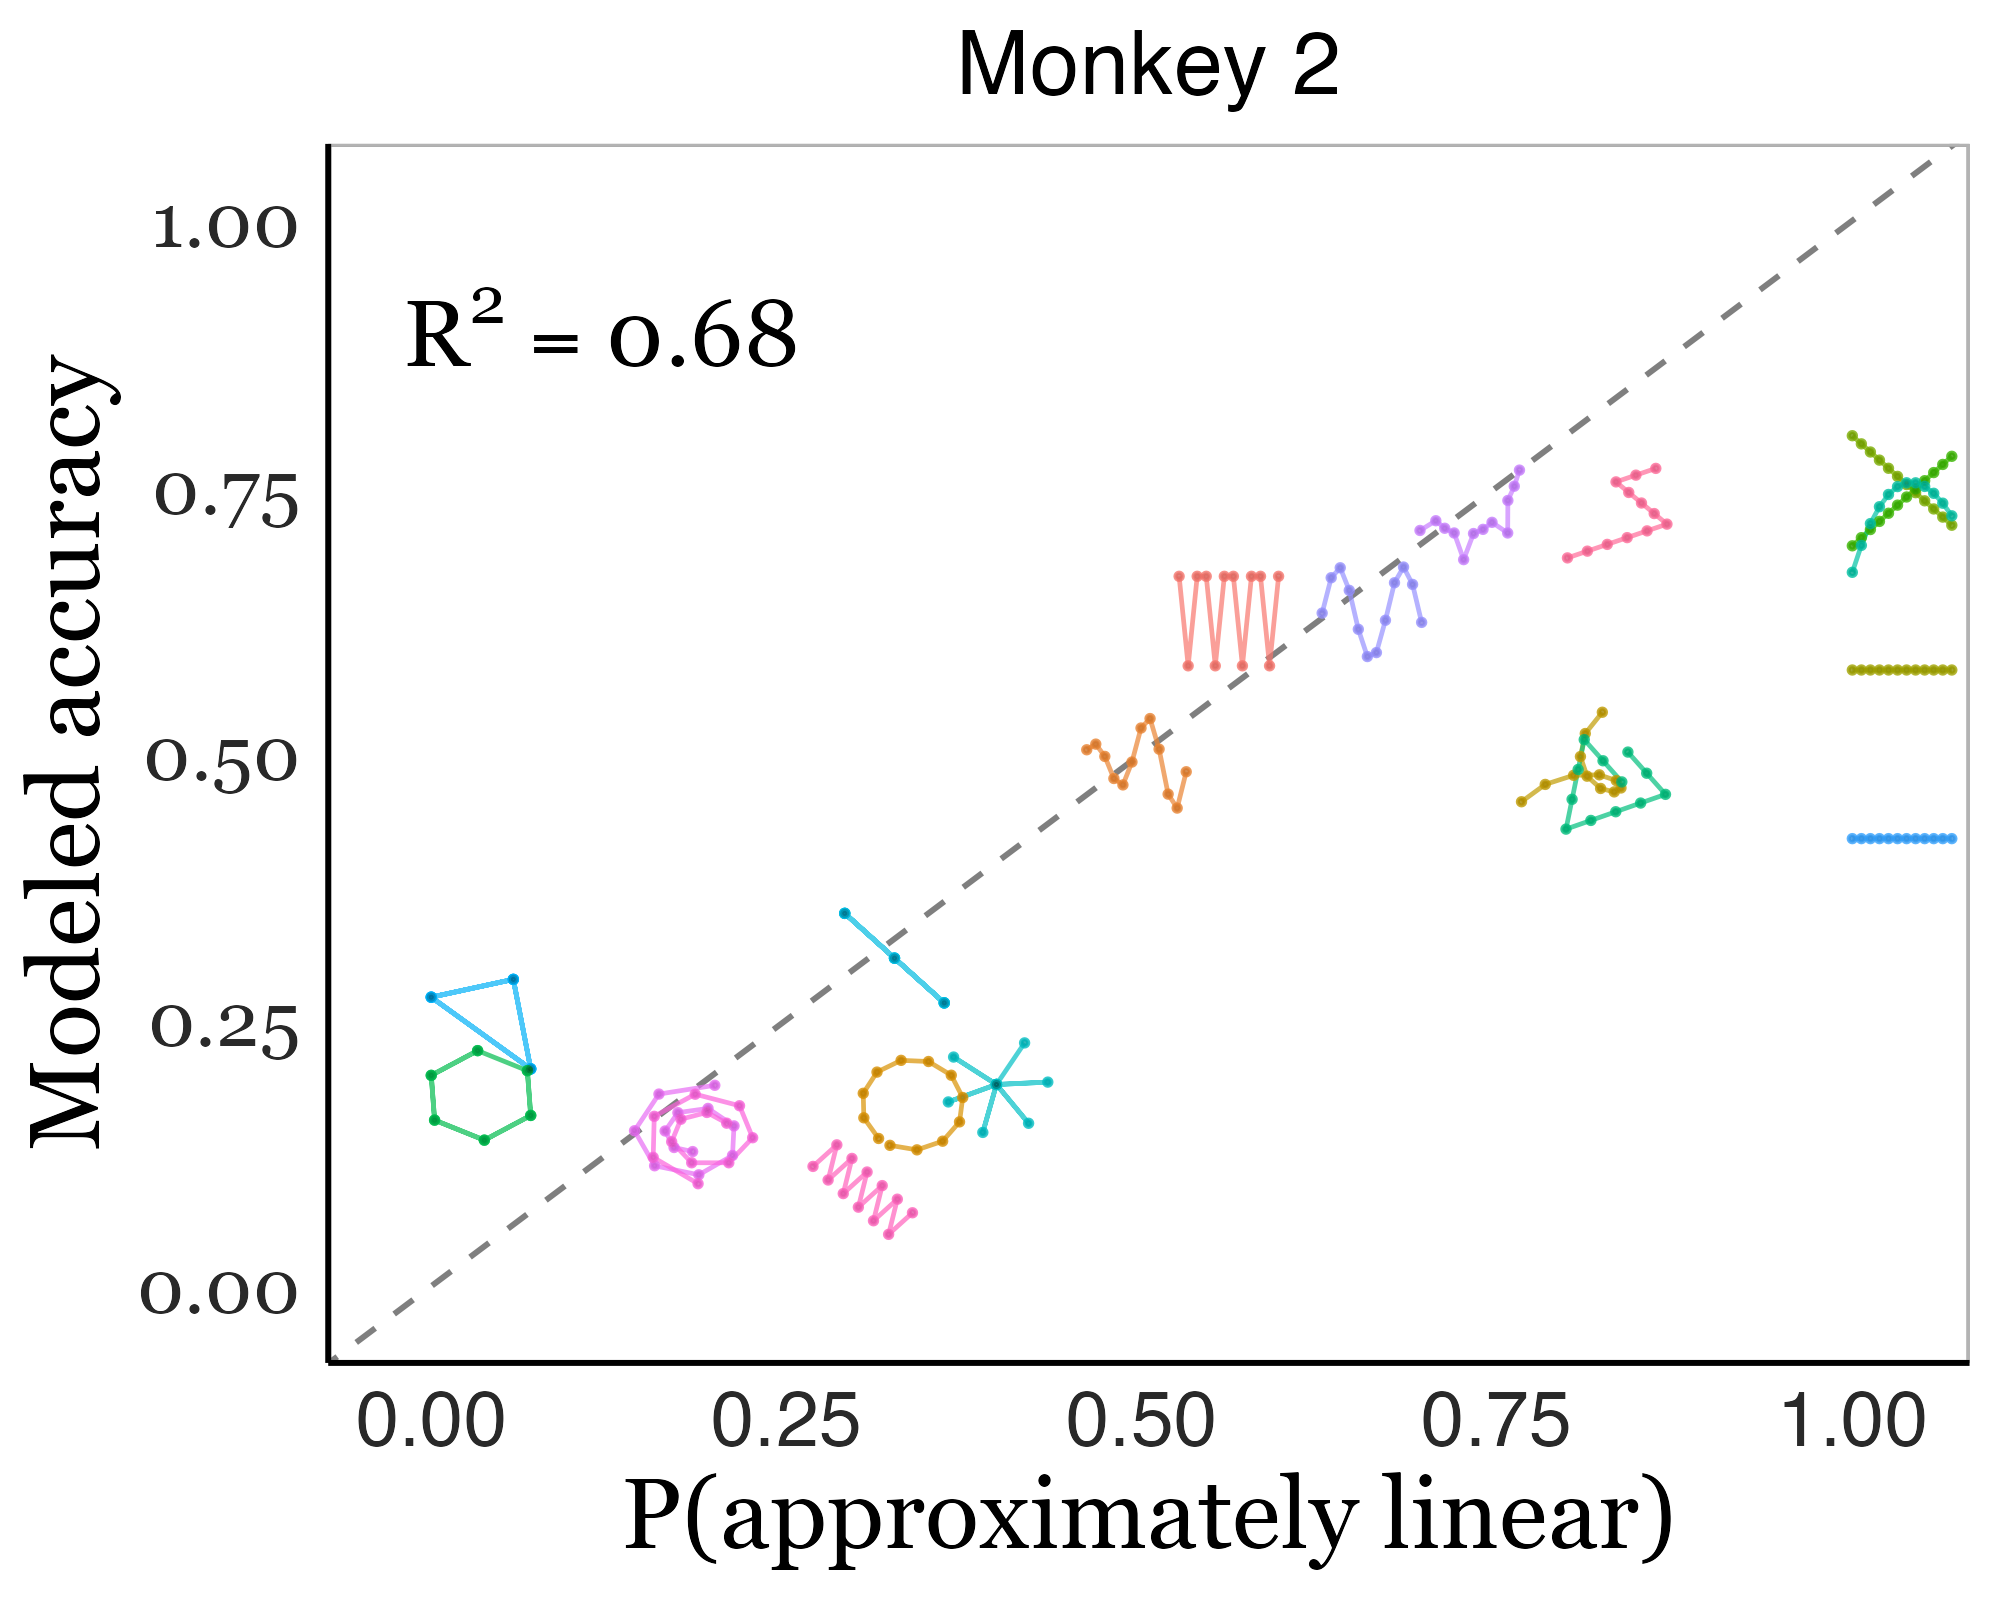 Monkey 2
1.00
0.75
0.50
0.25
0.00
Modeled accuracy
R² = 0.68
0.00 0.25 0.50 0.75 1.00
P(approximately linear)